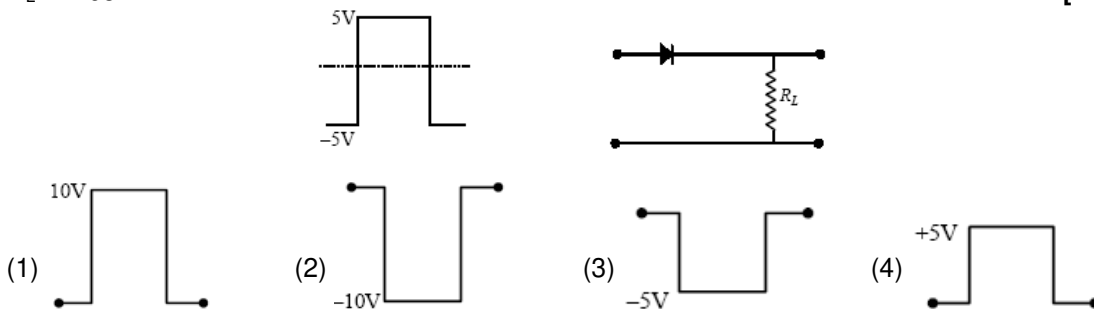 5V
R_L
–5V
10V
+5V
(1)
(2)
(3)
(4)
–10V
–5V